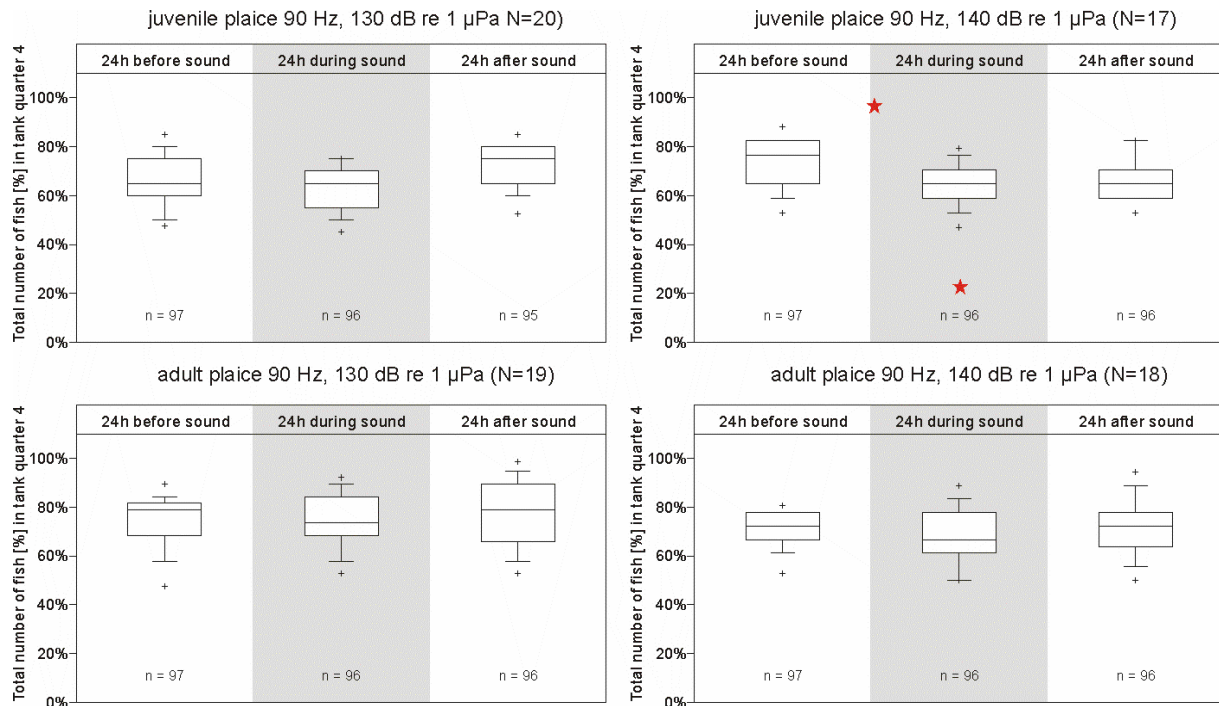 juvenile plaice 90 Hz, 130 dB re 1 µPa N=20)
24h before sound 24h during sound 24h after sound
Total number of fish [%] in tank quarter 4
100%
80%
60%
40%
20%
0%
n = 97 n = 96 n = 95
juvenile plaice 90 Hz, 140 dB re 1 µPa (N=17)
24h before sound 24h during sound 24h after sound
Total number of fish [%] in tank quarter 4
100%
80%
60%
40%
20%
0%
n = 97 n = 96 n = 96
adult plaice 90 Hz, 130 dB re 1 µPa (N=19)
24h before sound 24h during sound 24h after sound
Total number of fish [%] in tank quarter 4
100%
80%
60%
40%
20%
0%
n = 97 n = 96 n = 96
adult plaice 90 Hz, 140 dB re 1 µPa (N=18)
24h before sound 24h during sound 24h after sound
Total number of fish [%] in tank quarter 4
100%
80%
60%
40%
20%
0%
n = 97 n = 96 n = 96